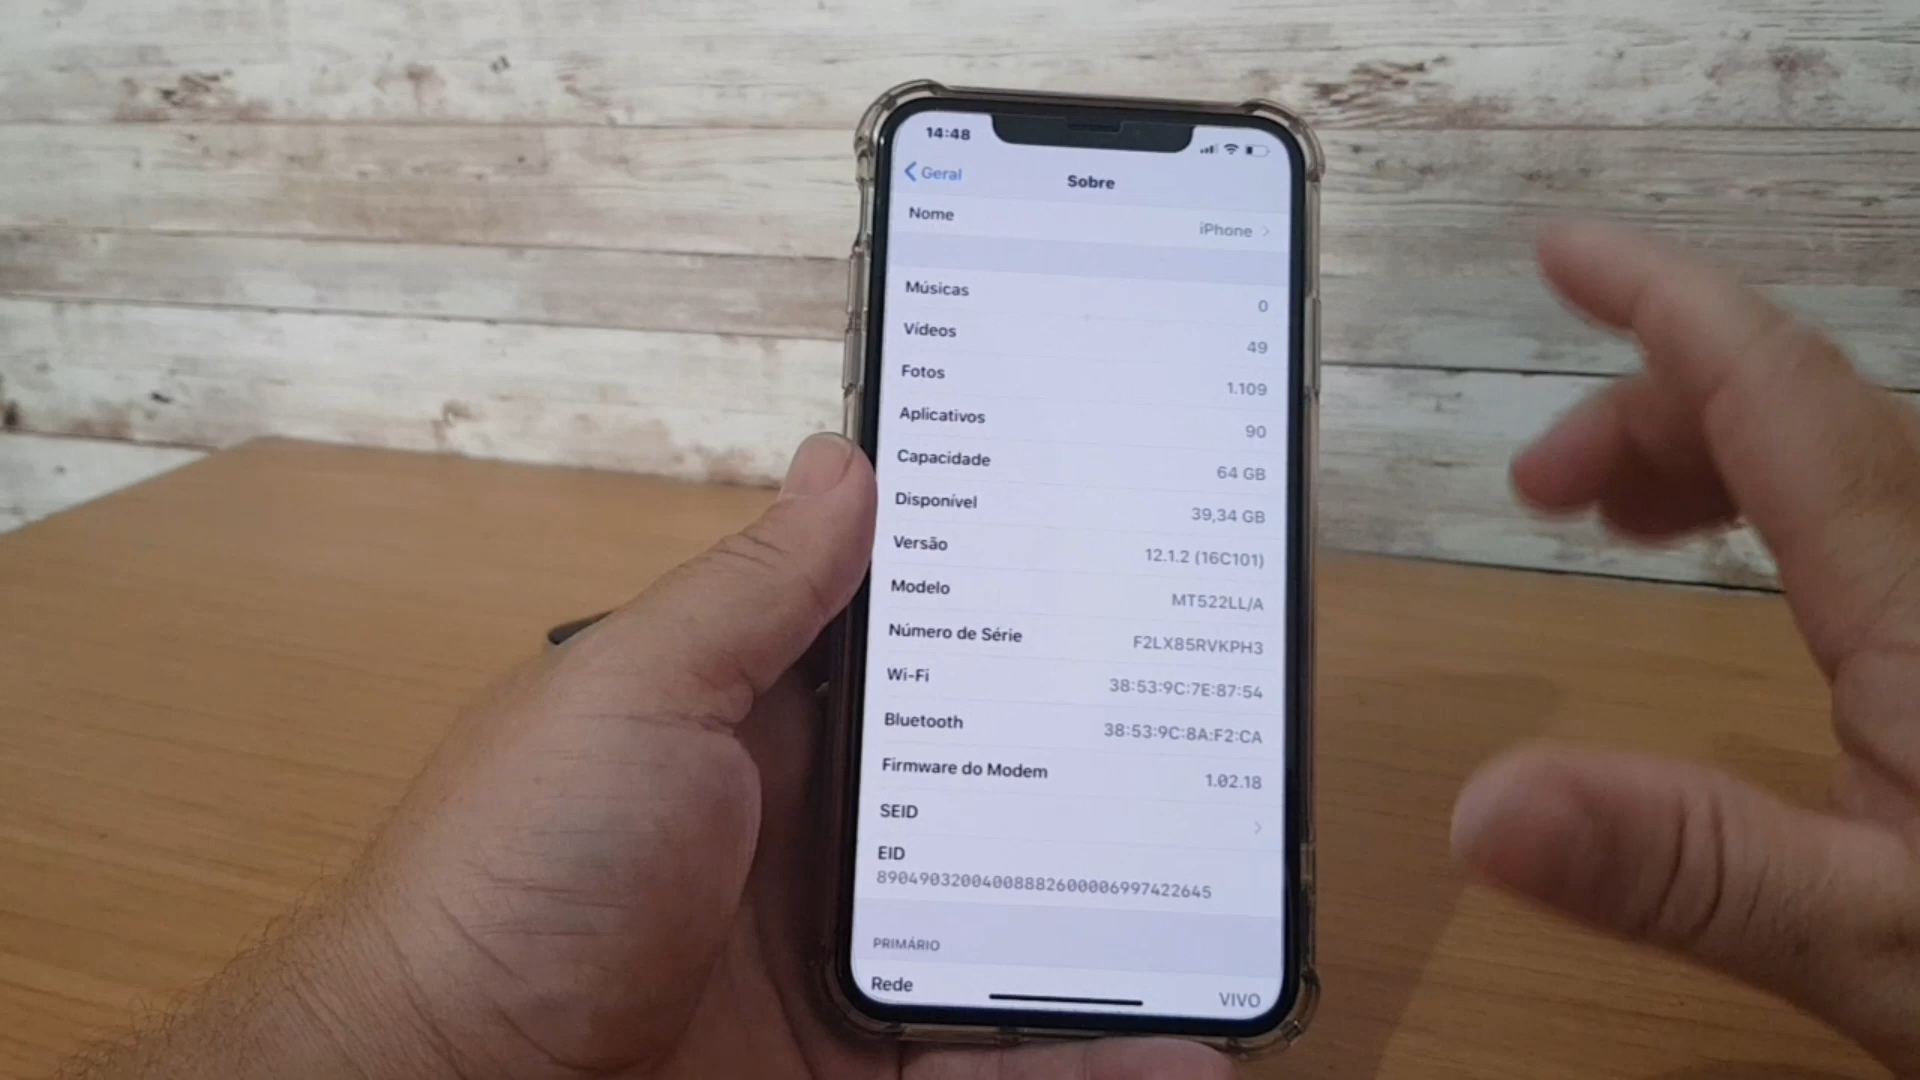 14:48
Geral
Sobre
Nome iPhone
Músicas 0
Vídeos 49
Fotos 1.109
Aplicativos 90
Capacidade 64 GB
Disponível 39,34 GB
Versão 12.1.2 (16C101)
Modelo MT522LL/A
Número de Série F2LX85RVKPH3
Wi-Fi 38:53:9C:7E:87:54
Bluetooth 38:53:9C:8A:F2:CA
Firmware do Modem 1.02.18
SEID
EID
89049032004008882600006997422645
PRIMÁRIO
Rede VIVO